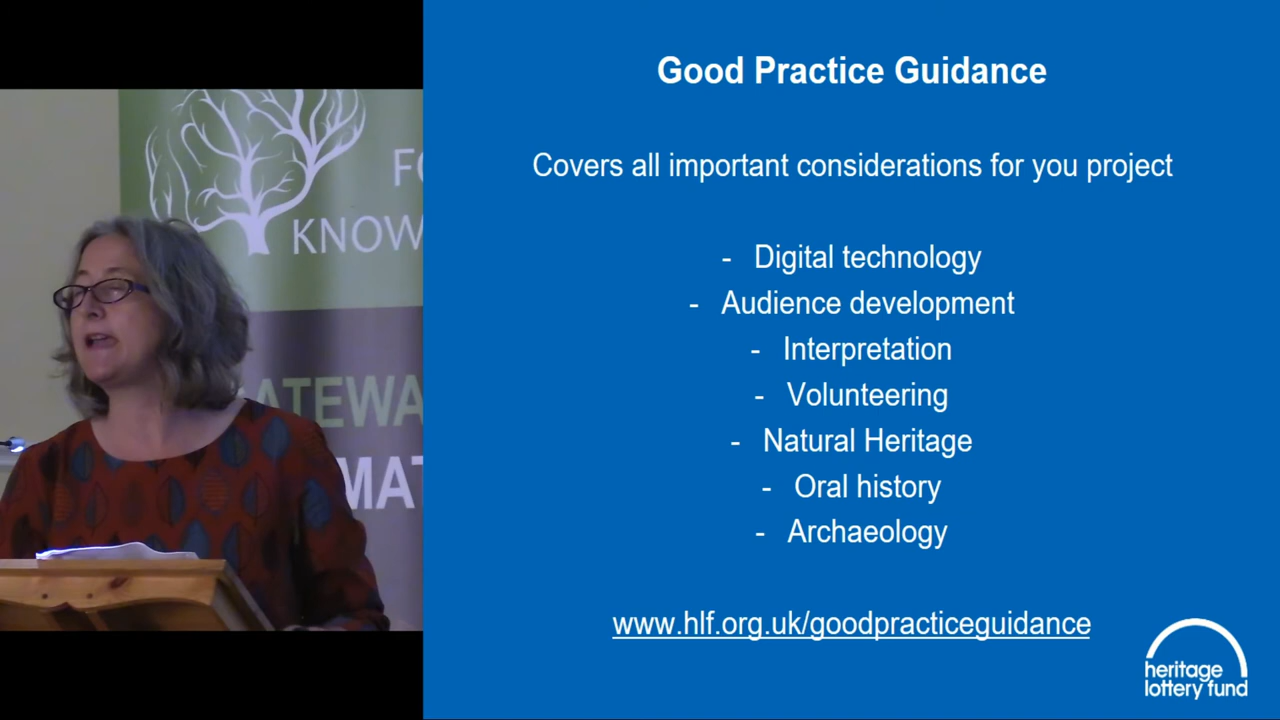 KNOW
Good Practice Guidance
Covers all important considerations for you project
- Digital technology
- Audience development
- Interpretation
- Volunteering
- Natural Heritage
- Oral history
- Archaeology
www.hlf.org.uk/goodpracticeguidance
heritage
lottery fund